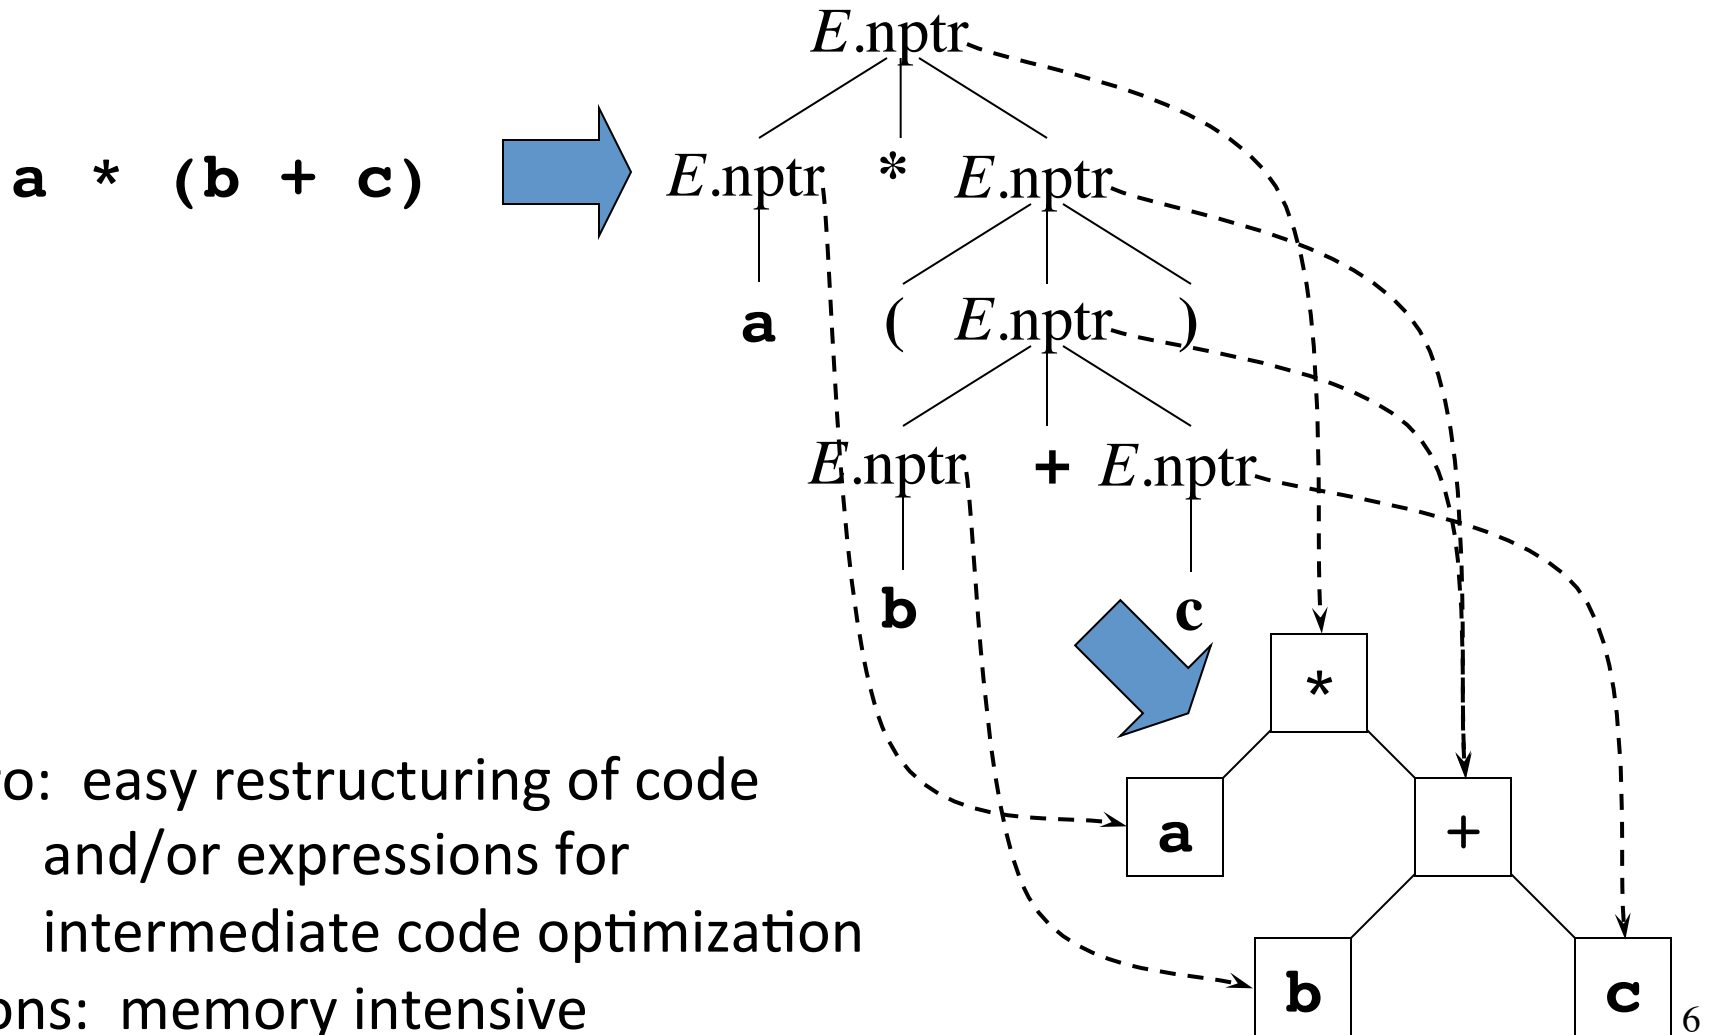 E.nptr
a * (b + c)
E.nptr * E.nptr
a ( E.nptr )
E.nptr + E.nptr
b c
*
a +
b c
easy restructuring of code
and/or expressions for
intermediate code optimization
memory intensive
6